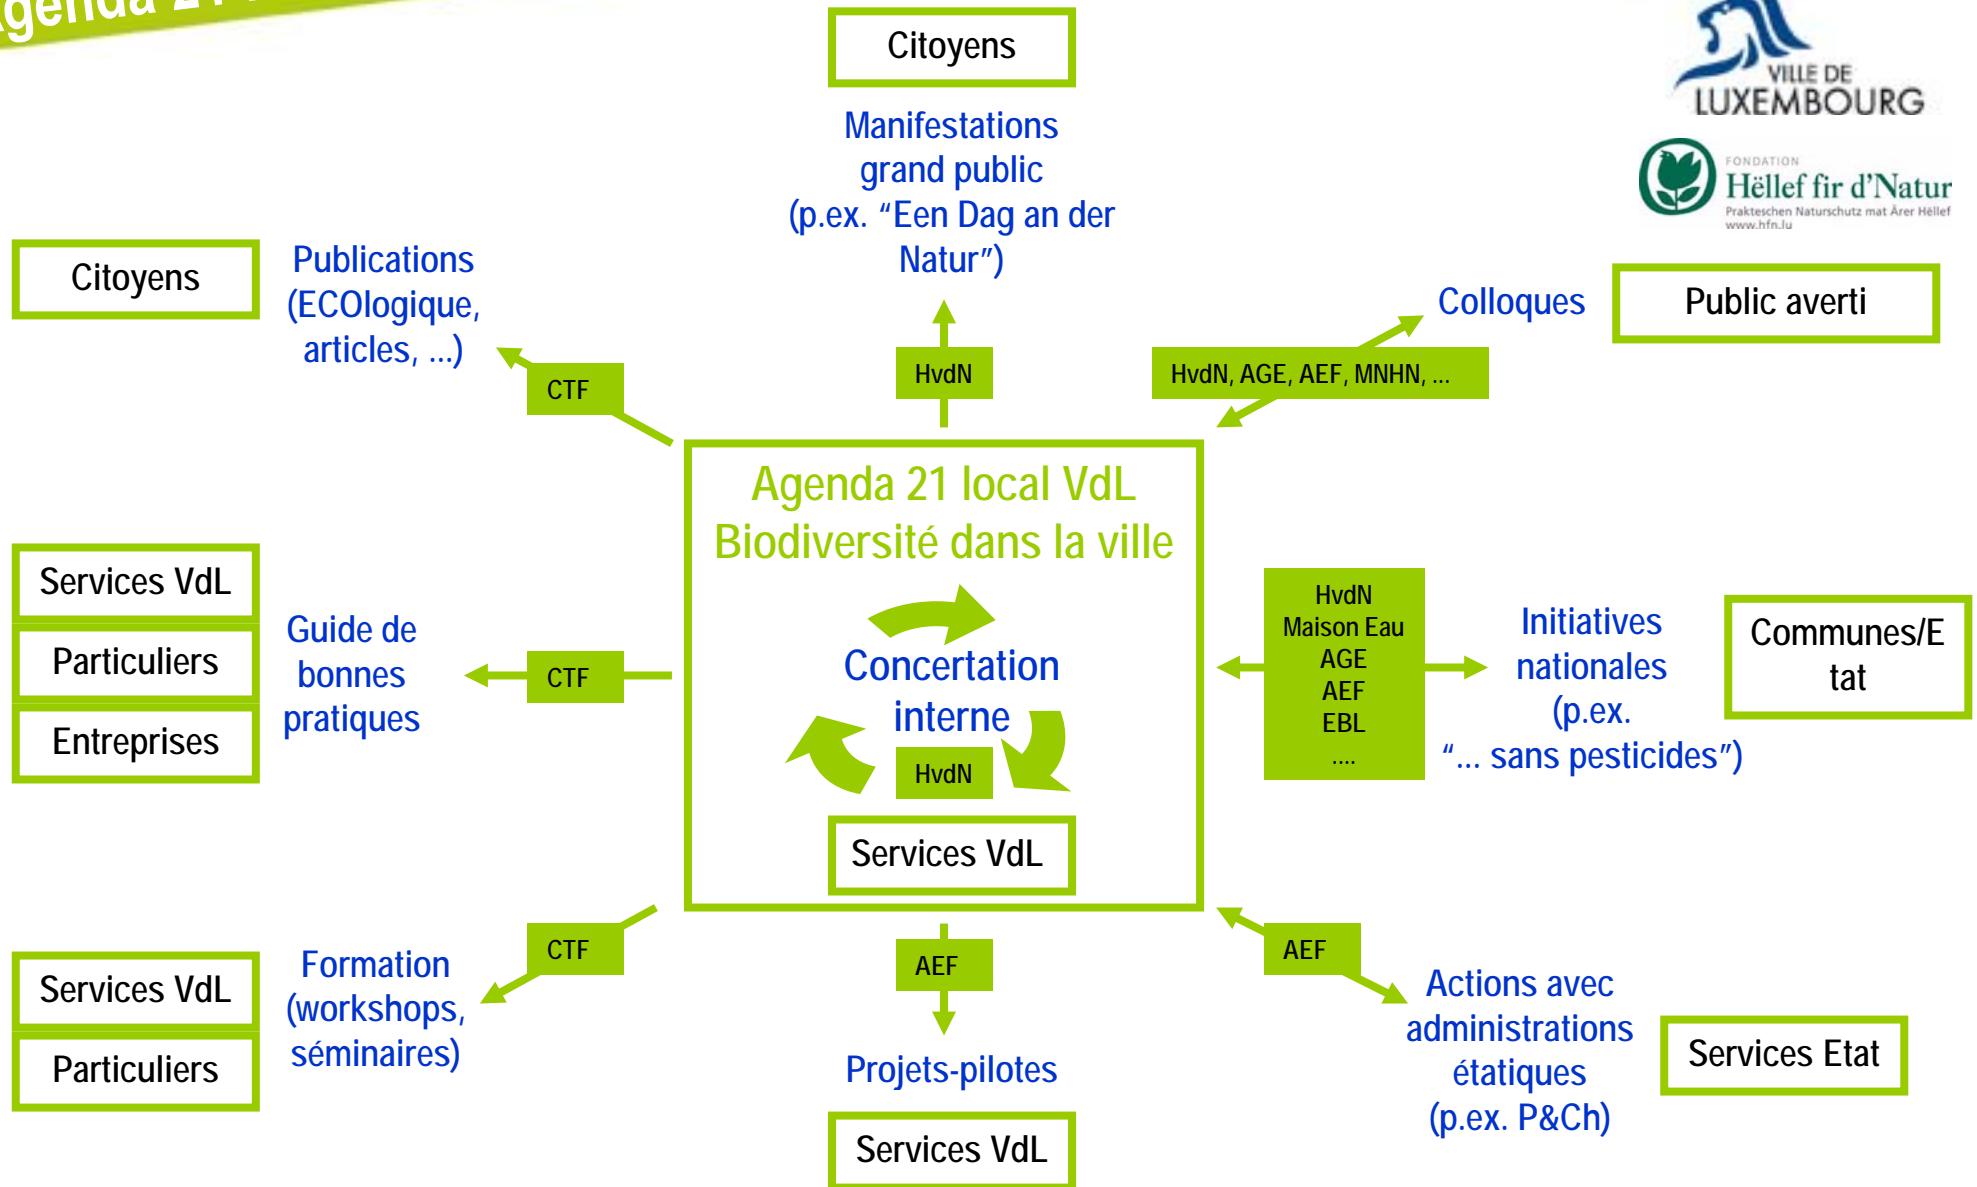 Agenda 21
Citoyens
Manifestations
grand public
(p.ex. “Een Dag an der
Natur”)
VILLE DE
LUXEMBOURG
FONDATION
Hëllef fir d'Natur
Prakteschen Naturschutz mat Ärer Hëllef
www.hfn.lu
Citoyens
Publications
(ECOlogique,
articles, ...)
CTF
HvdN
HvdN, AGE, AEF, MNHN, ...
Colloques
Public averti
Agenda 21 local VdL
Biodiversité dans la ville
Concertation
interne
HvdN
Services VdL
Services VdL
Particuliers
Entreprises
Guide de
bonnes
pratiques
CTF
HvdN
Maison Eau
AGE
AEF
EBL
....
Initiatives
nationales
(p.ex.
“... sans pesticides”)
Communes/E
tat
Services VdL
Particuliers
Formation
(workshops,
séminaires)
CTF
AEF
Projets-pilotes
Services VdL
AEF
Actions avec
administrations
étatiques
(p.ex. P&Ch)
Services Etat